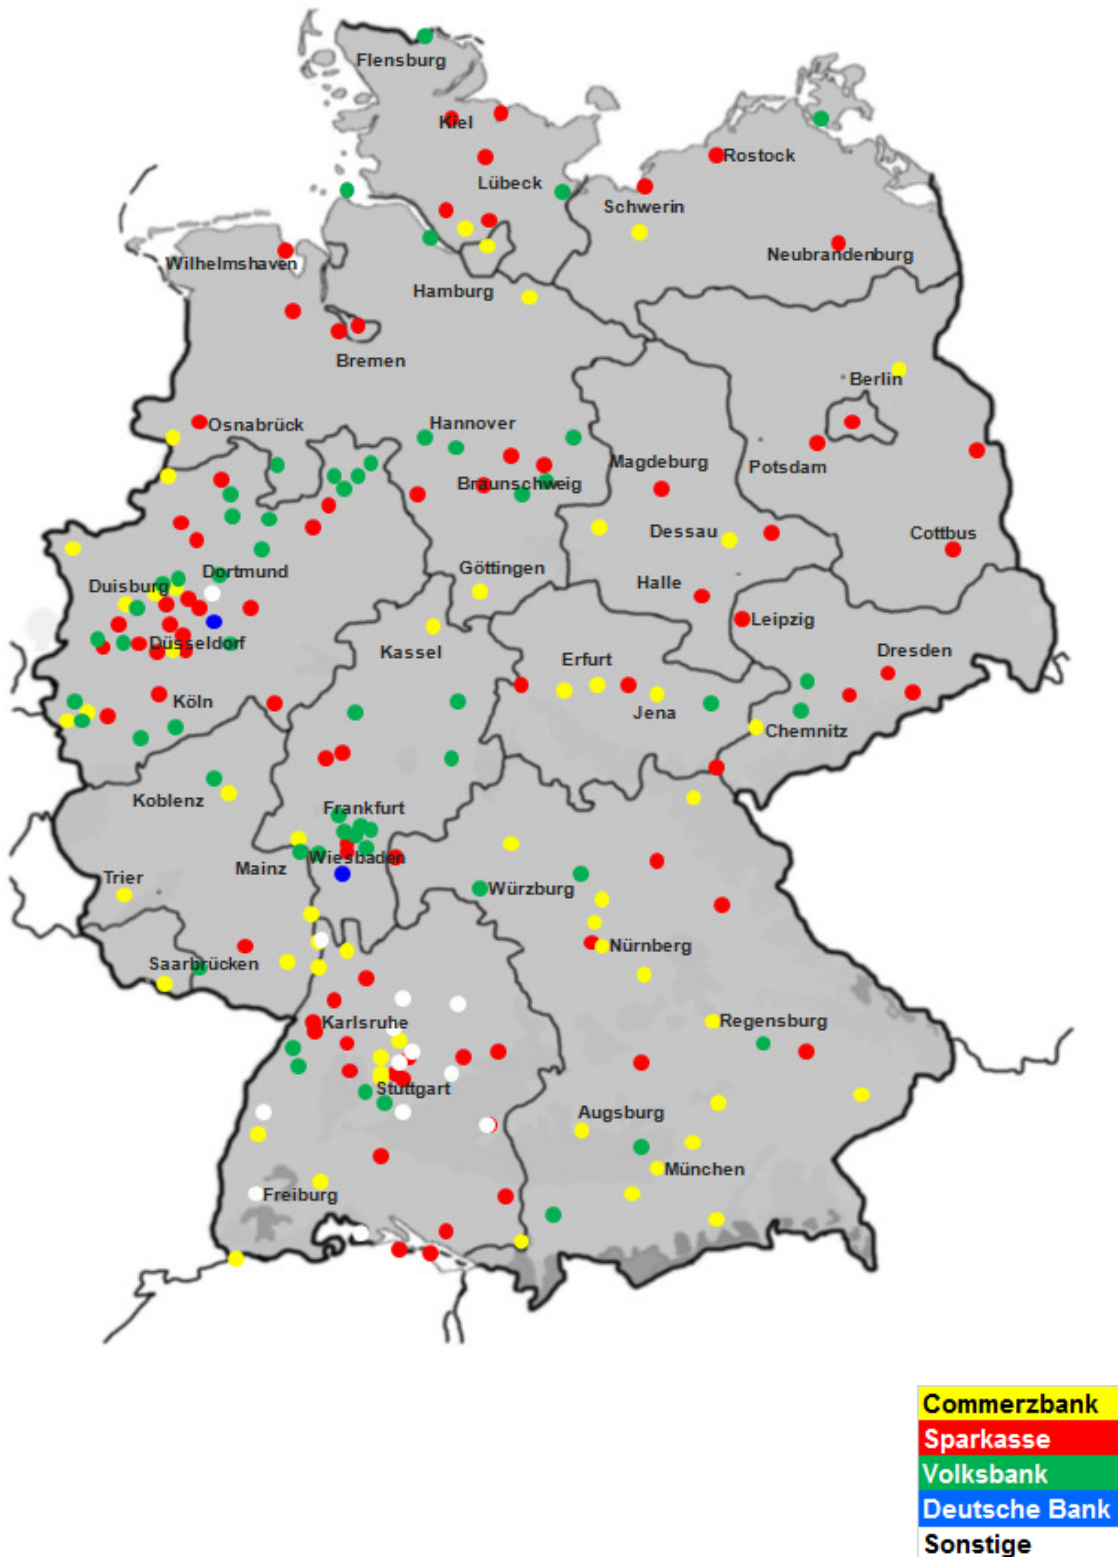 Flensburg
Kiel
Lübeck
Rostock
Schwerin
Neubrandenburg
Wilhelmshaven
Hamburg
Bremen
Berlin
Osnabrück
Hannover
Magdeburg
Potsdam
Braunschweig
Dessau
Cottbus
Göttingen
Dortmund
Duisburg
Halle
Leipzig
Düsseldorf
Kassel
Erfurt
Dresden
Köln
Jena
Chemnitz
Koblenz
Frankfurt
Wiesbaden
Mainz
Trier
Würzburg
Nürnberg
Saarbrücken
Karlsruhe
Regensburg
Stuttgart
Augsburg
München
Freiburg
Commerzbank
Sparkasse
Volksbank
Deutsche Bank
Sonstige